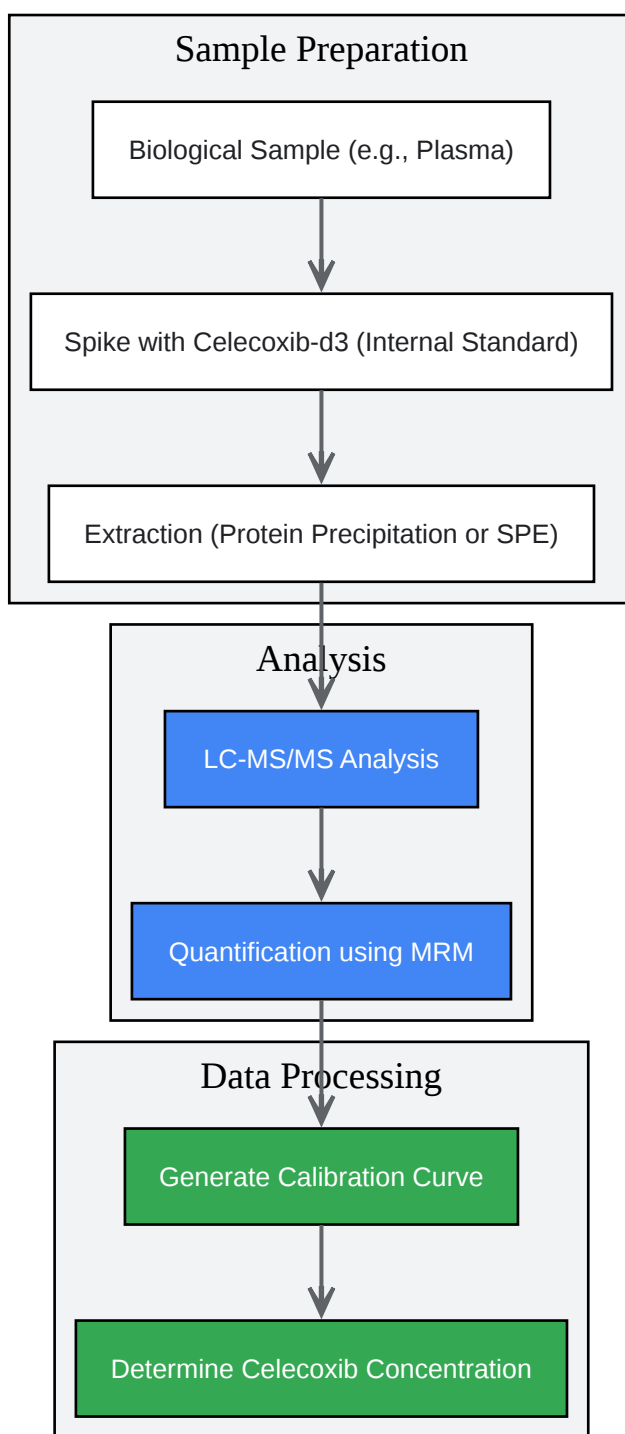 Sample Preparation
Biological Sample (e.g., Plasma)
Spike with Celecoxib-d3 (Internal Standard)
Extraction (Protein Precipitation or SPE)
Analysis
LC-MS/MS Analysis
Quantification using MRM
Data Processing
Generate Calibration Curve
Determine Celecoxib Concentration